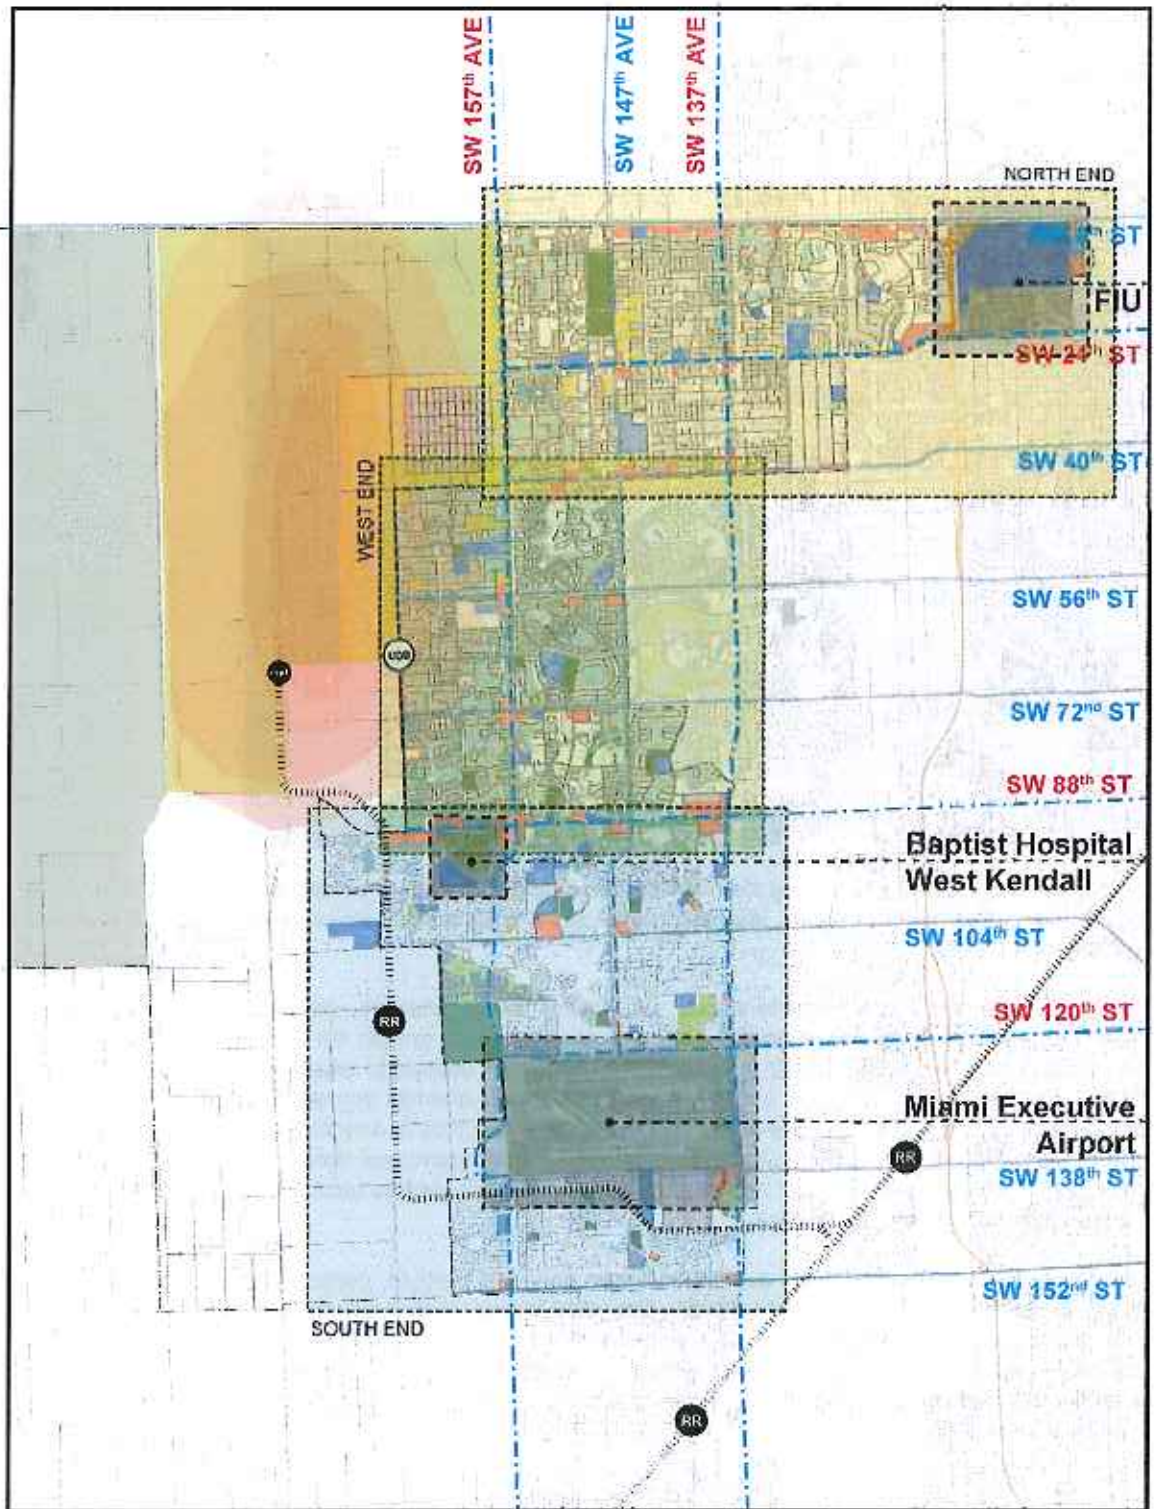 SW 157th AVE
SW 147th AVE
SW 137th AVE
NORTH END
ST
FIU
SW 24th ST
SW 40th ST
WEST END
SW 56th ST
UDB
SW 72nd ST
SW 88th ST
Baptist Hospital
West Kendall
SW 104th ST
SW 120th ST
RR
Miami Executive
Airport
RR
SW 138th ST
SW 152nd ST
SOUTH END
RR